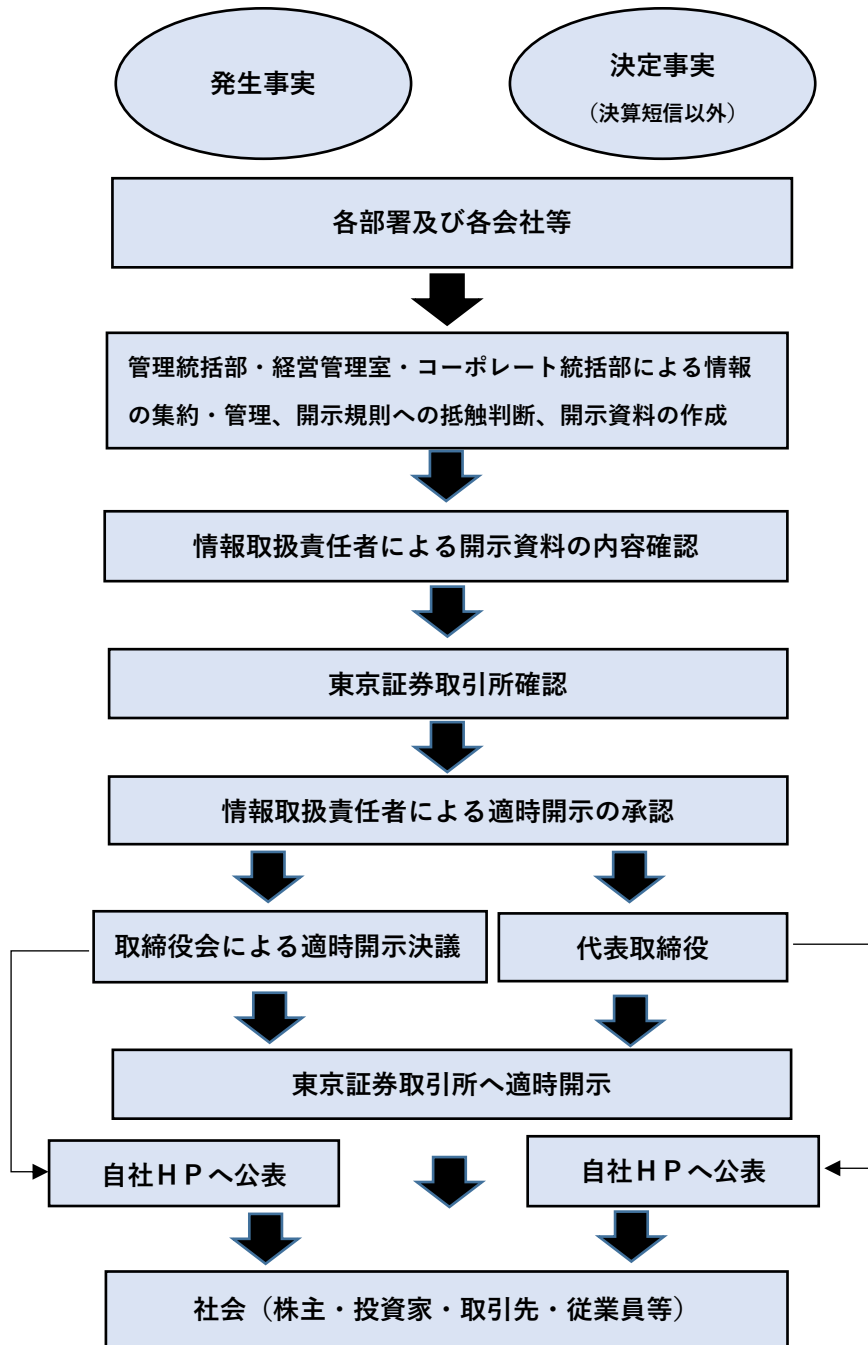 発生事実
決定事実
（決算短信以外）
各部署及び各会社等
管理統括部・経営管理室・コーポレート統括部による情報
の集約・管理、開示規則への抵触判断、開示資料の作成
情報取扱責任者による開示資料の内容確認
東京証券取引所確認
情報取扱責任者による適時開示の承認
取締役会による適時開示決議
代表取締役
東京証券取引所へ適時開示
自社ＨＰへ公表
自社ＨＰへ公表
社会（株主・投資家・取引先・従業員等）